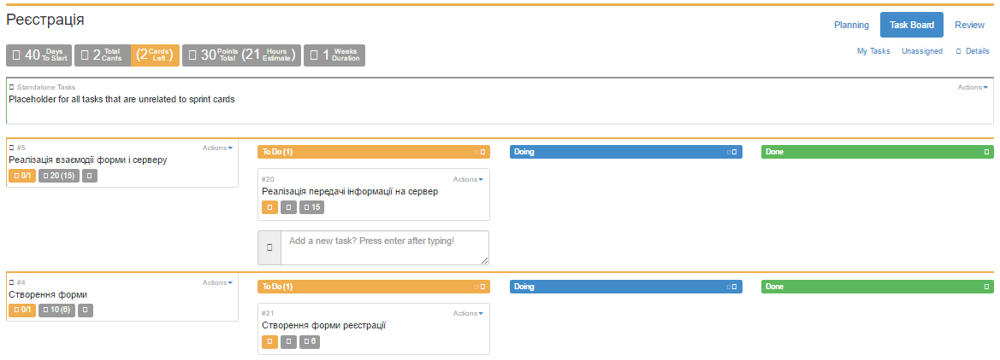 Реєстрація
Planning Task Board Review
40 Days To Start 2 Total Cards (2 Cards Left) 30 Points Total (21 Hours Estimate) 1 Weeks Duration
My Tasks Unassigned Details
Standalone Tasks Actions
Placeholder for all tasks that are unrelated to sprint cards
#5 Actions
Реалізація взаємодії форми і серверу
0/1 20 (15)
To Do (1) Doing Done
#20 Actions
Реалізація передачі інформації на сервер
15
Add a new task? Press enter after typing!
#4 Actions
Створення форми
0/1 10 (6)
To Do (1) Doing Done
#21 Actions
Створення форми реєстрації
6